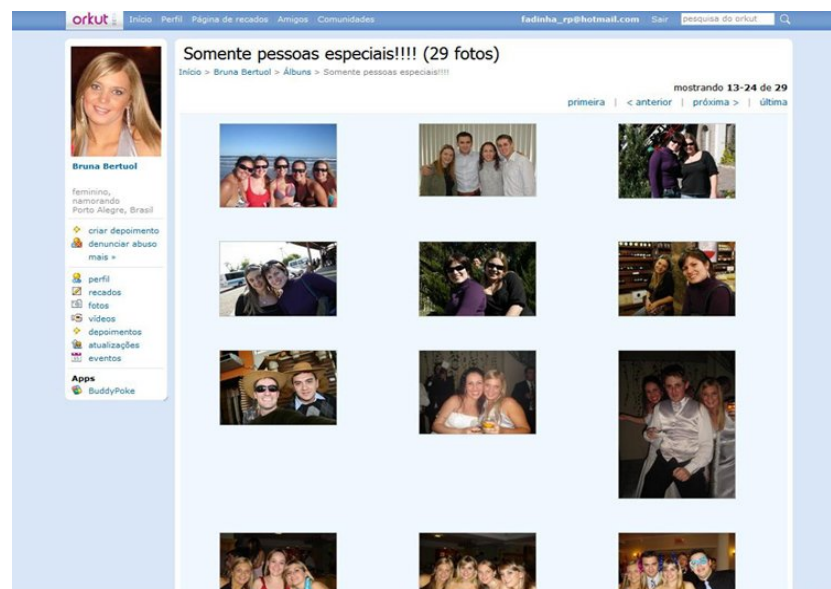 orkut Início Perfil Página de recados Amigos Comunidades fadinha_rp@hotmail.com Sair pesquisa do orkut
Somente pessoas especiais!!!! (29 fotos)
Início > Bruna Bertuol > Álbuns > Somente pessoas especiais!!!!
mostrando 13-24 de 29
primeira | < anterior | próxima > | última
Bruna Bertuol
feminino,
namorando
Porto Alegre, Brasil
criar depoimento
denunciar abuso
mais »
perfil
recados
fotos
vídeos
depoimentos
atualizações
eventos
Apps
BuddyPoke